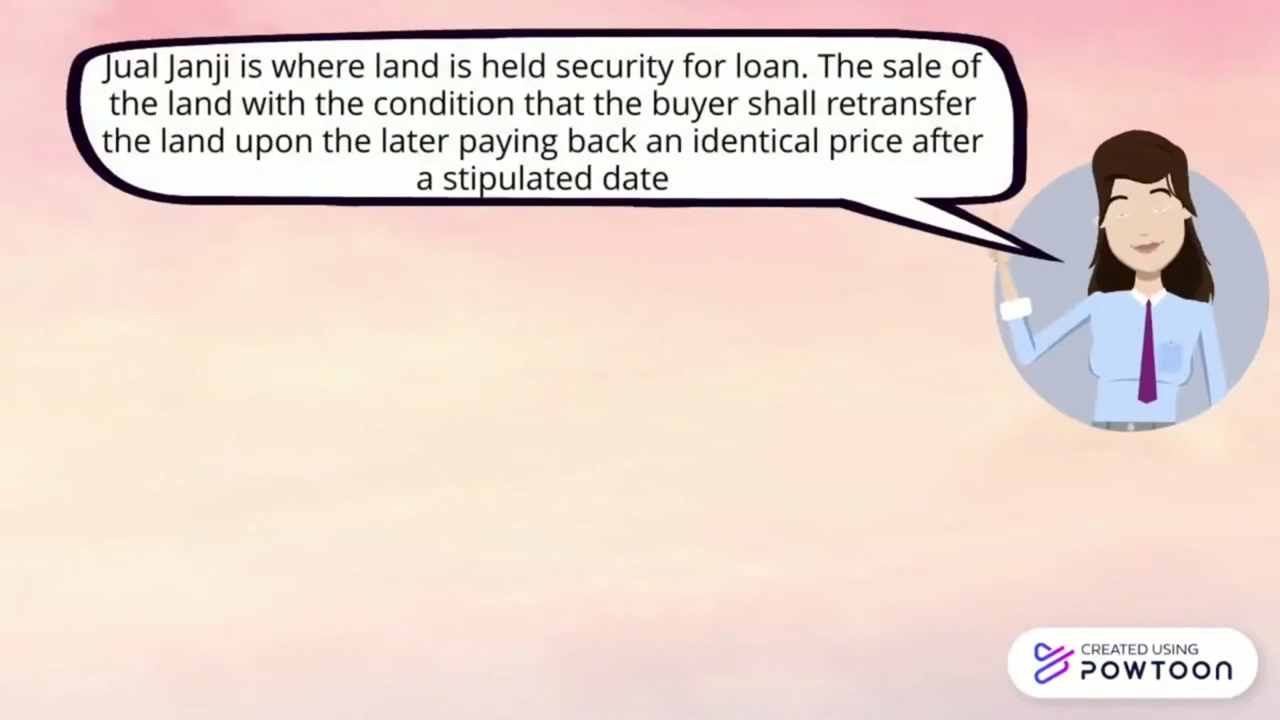 Jual Janji is where land is held security for loan. The sale of
the land with the condition that the buyer shall retransfer
the land upon the later paying back an identical price after
a stipulated date
CREATED USING
POWTOON